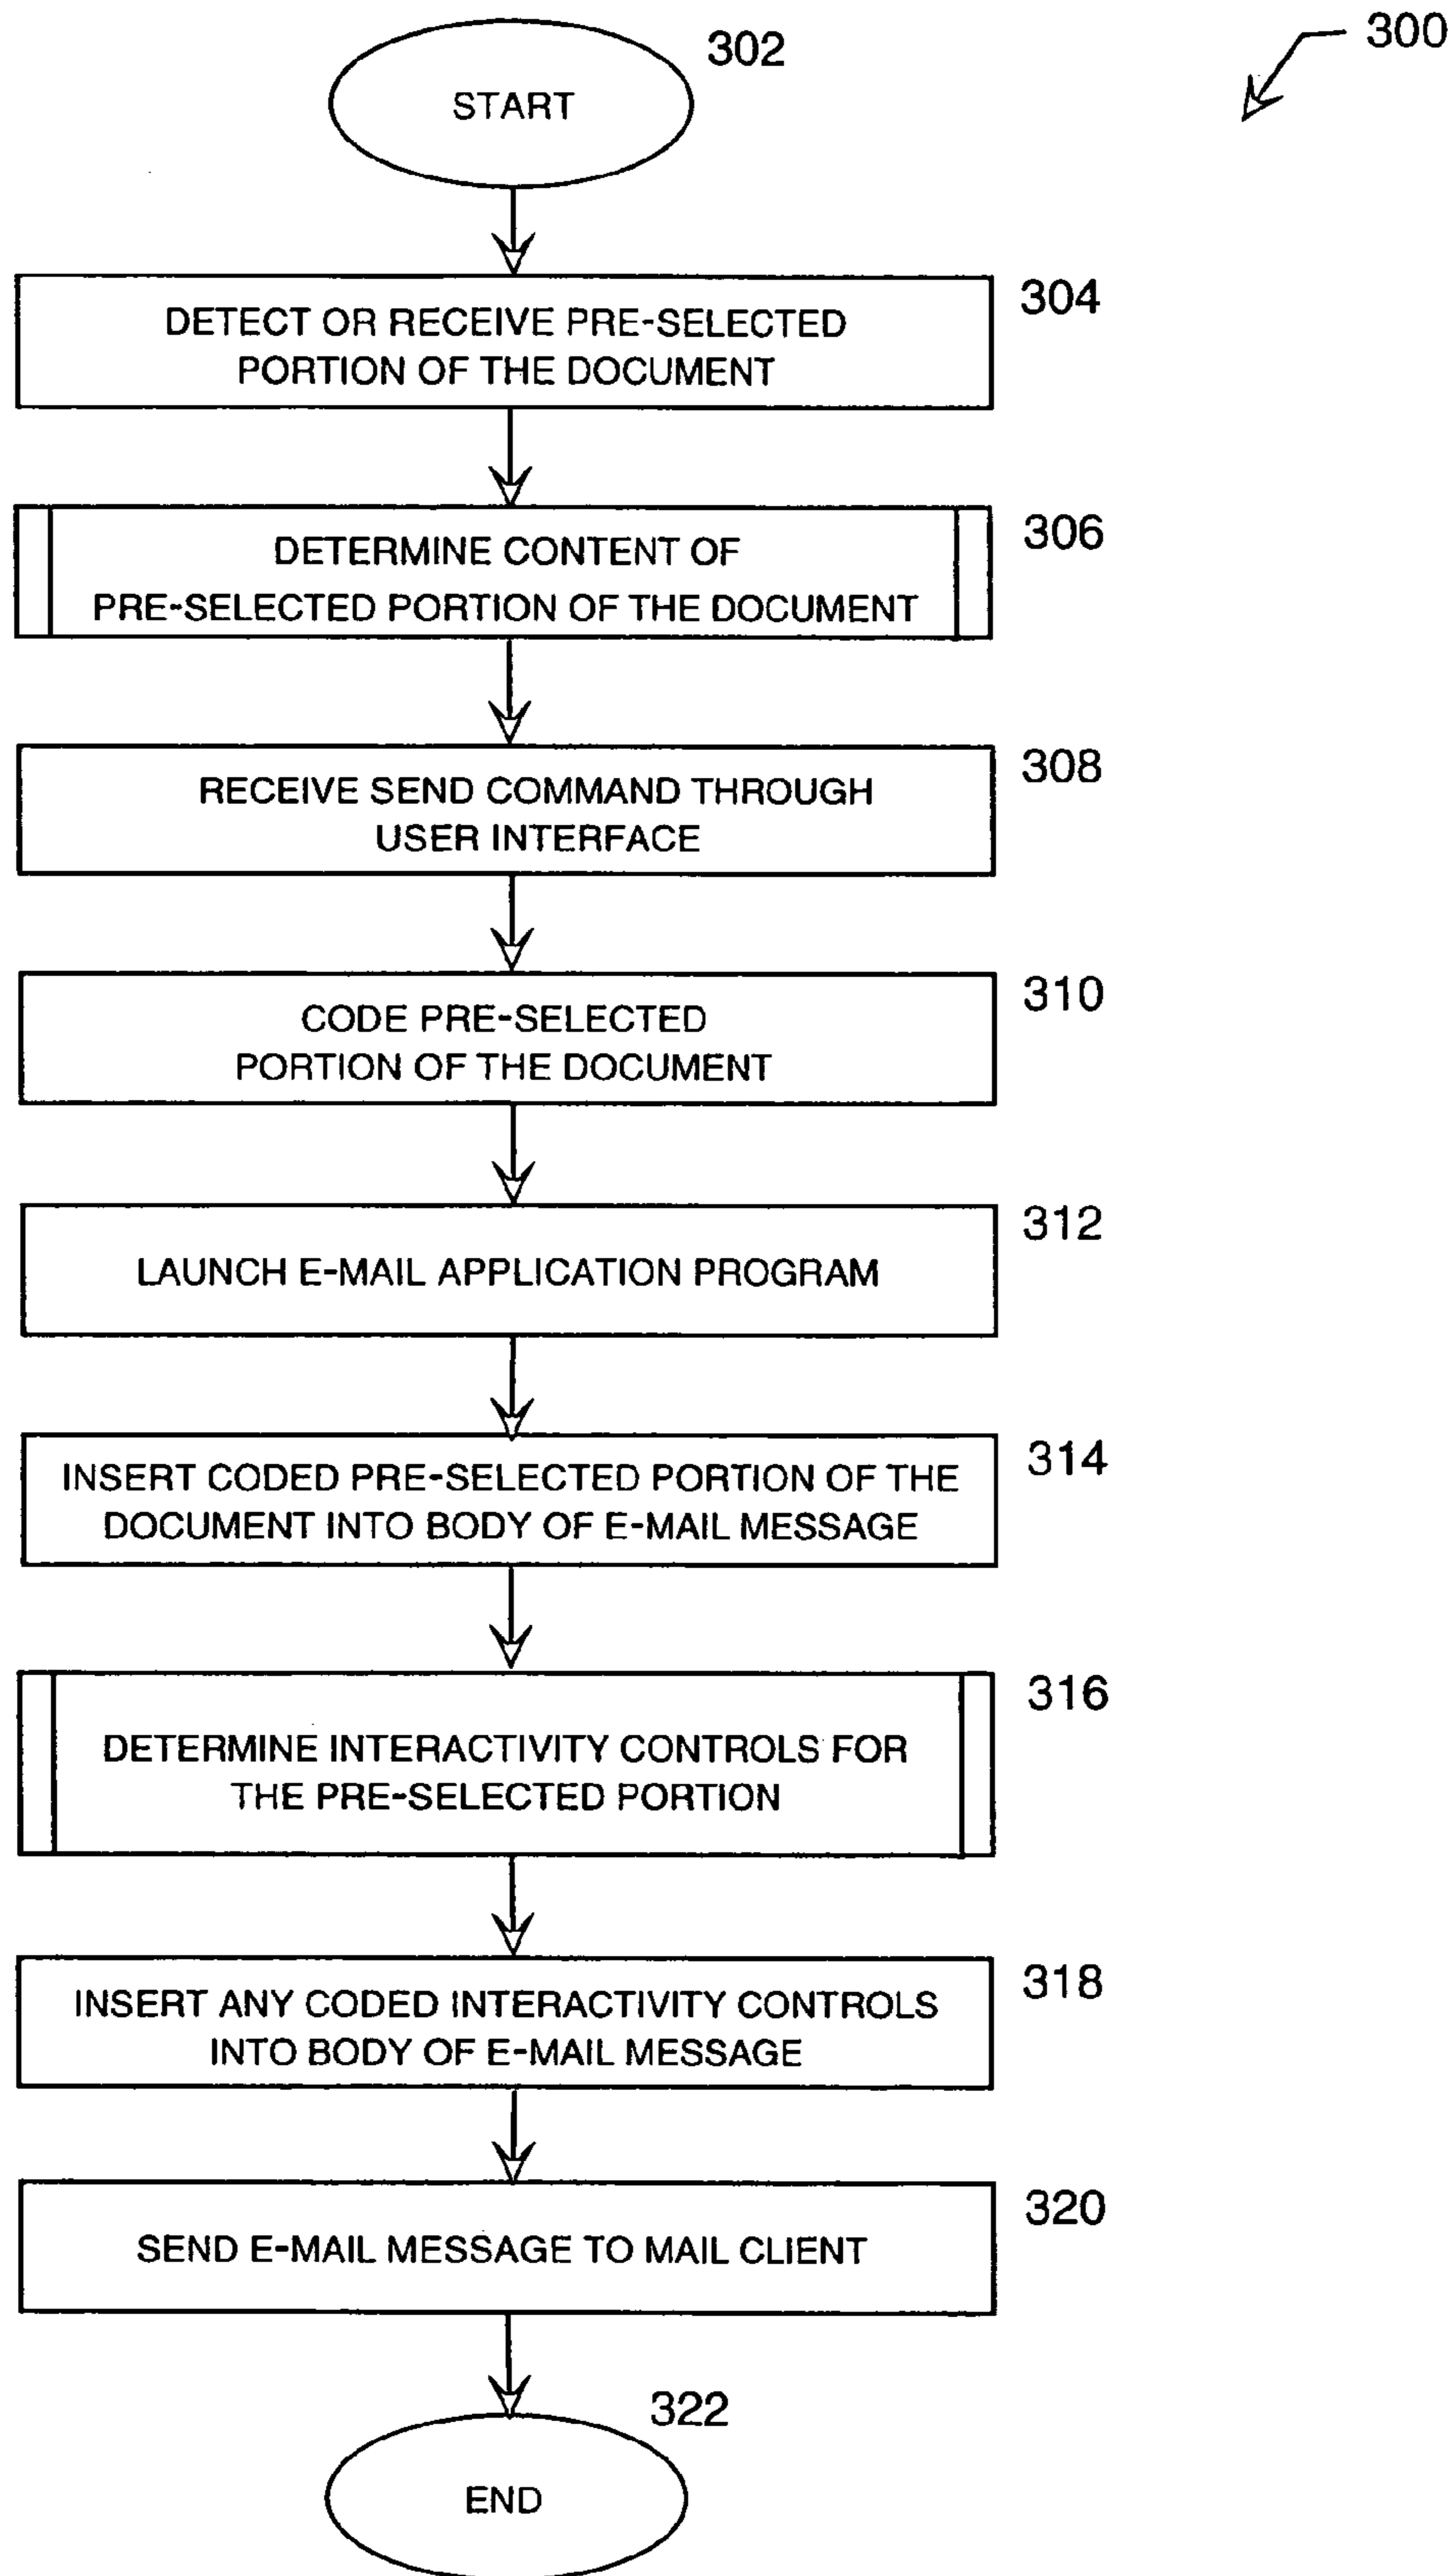 300
302
START
304
DETECT OR RECEIVE PRE-SELECTED
PORTION OF THE DOCUMENT
306
DETERMINE CONTENT OF
PRE-SELECTED PORTION OF THE DOCUMENT
308
RECEIVE SEND COMMAND THROUGH
USER INTERFACE
310
CODE PRE-SELECTED
PORTION OF THE DOCUMENT
312
LAUNCH E-MAIL APPLICATION PROGRAM
314
INSERT CODED PRE-SELECTED PORTION OF THE
DOCUMENT INTO BODY OF E-MAIL MESSAGE
316
DETERMINE INTERACTIVITY CONTROLS FOR
THE PRE-SELECTED PORTION
318
INSERT ANY CODED INTERACTIVITY CONTROLS
INTO BODY OF E-MAIL MESSAGE
320
SEND E-MAIL MESSAGE TO MAIL CLIENT
322
END